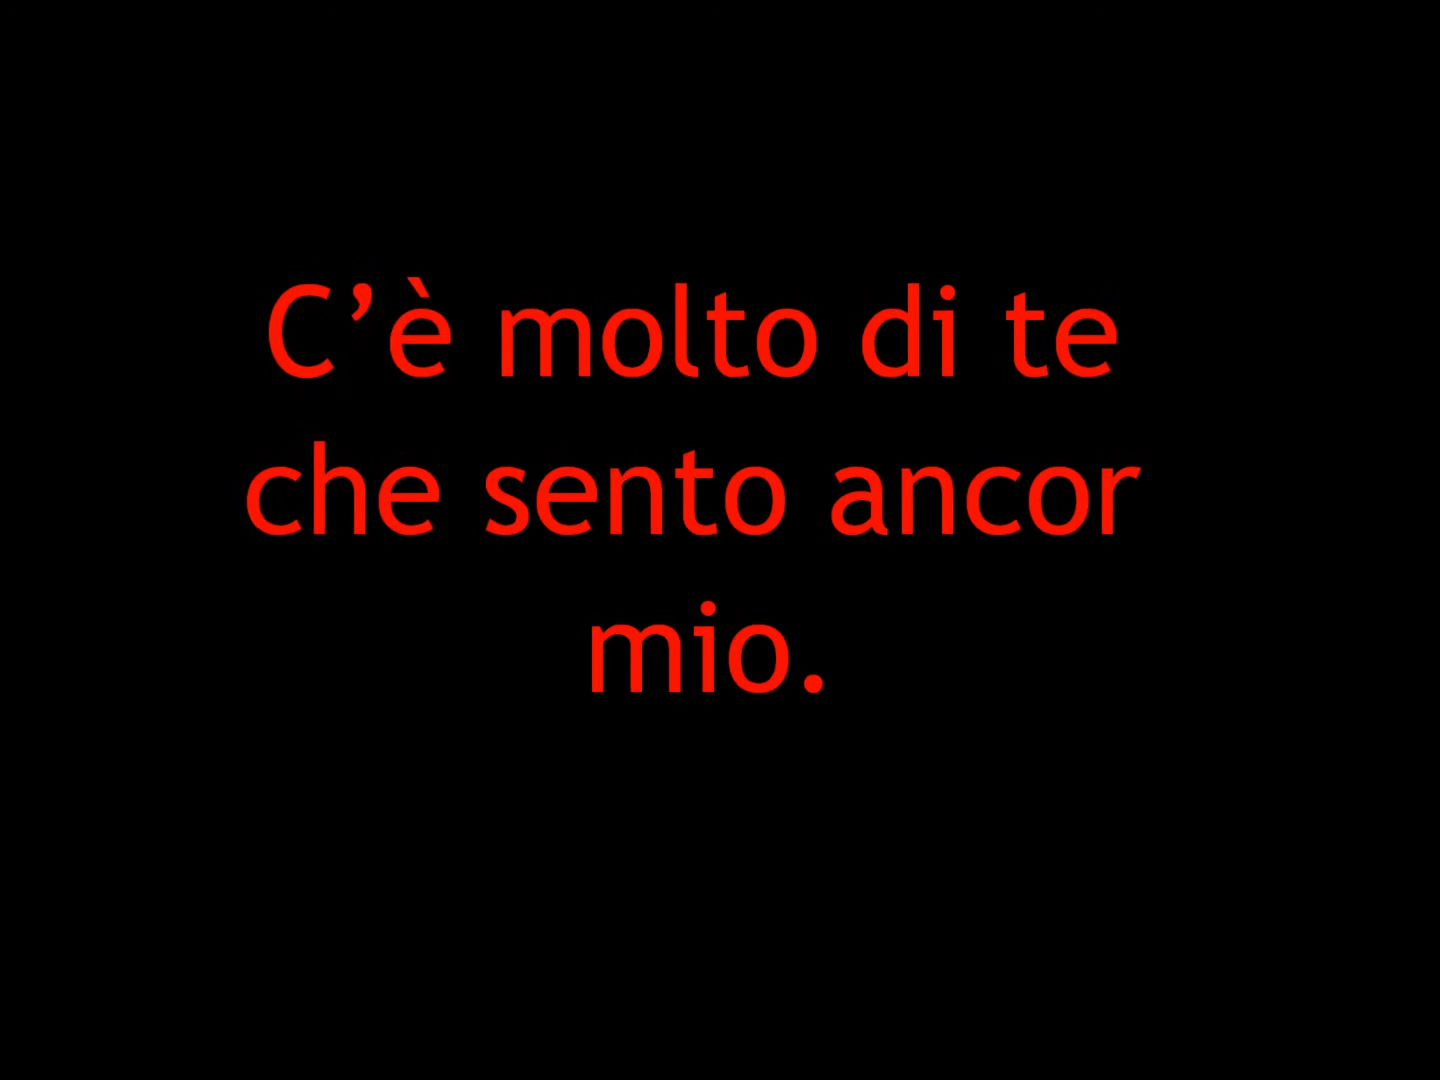 C’è molto di te
che sento ancor
mio.